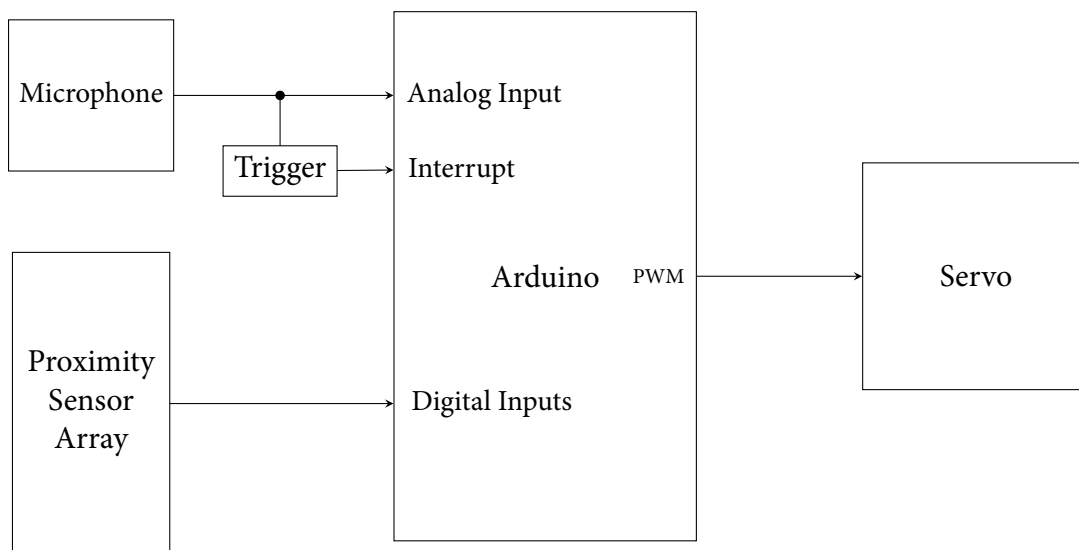 Microphone
Analog Input
Trigger
Interrupt
Arduino
PWM
Servo
Proximity
Sensor
Array
Digital Inputs